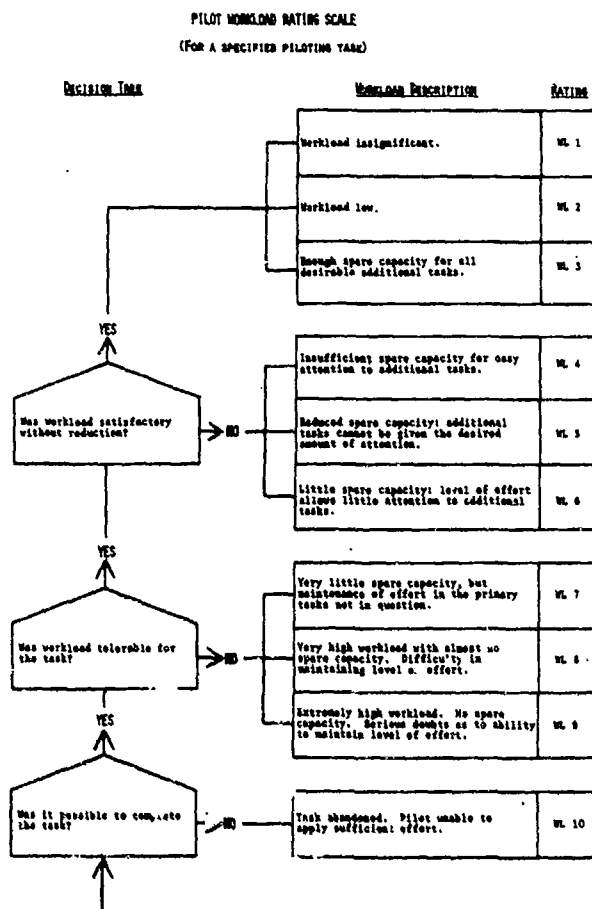 PILOT WORKLOAD RATING SCALE
(FOR A SPECIFIED PILOTING TASK)
DECISION TREE
WORKLOAD DESCRIPTION
RATING
Workload insignificant.
WL 1
Workload low.
WL 2
Enough spare capacity for all
desirable additional tasks.
WL 3
YES
Insufficient spare capacity for easy
attention to additional tasks.
WL 4
Was workload satisfactory
without reduction?
NO
Reduced spare capacity: additional
tasks cannot be given the desired
amount of attention.
WL 5
Little spare capacity: level of effort
allows little attention to additional
tasks.
WL 6
YES
Very little spare capacity, but
maintenance of effort in the primary
tasks not in question.
WL 7
Was workload tolerable for
the task?
NO
Very high workload with almost no
spare capacity. Difficulty in
maintaining level of effort.
WL 8
YES
Extremely high workload. No spare
capacity. Serious doubts as to ability
to maintain level of effort.
WL 9
Was it possible to complete
the task?
NO
Task abandoned. Pilot unable to
apply sufficient effort.
WL 10